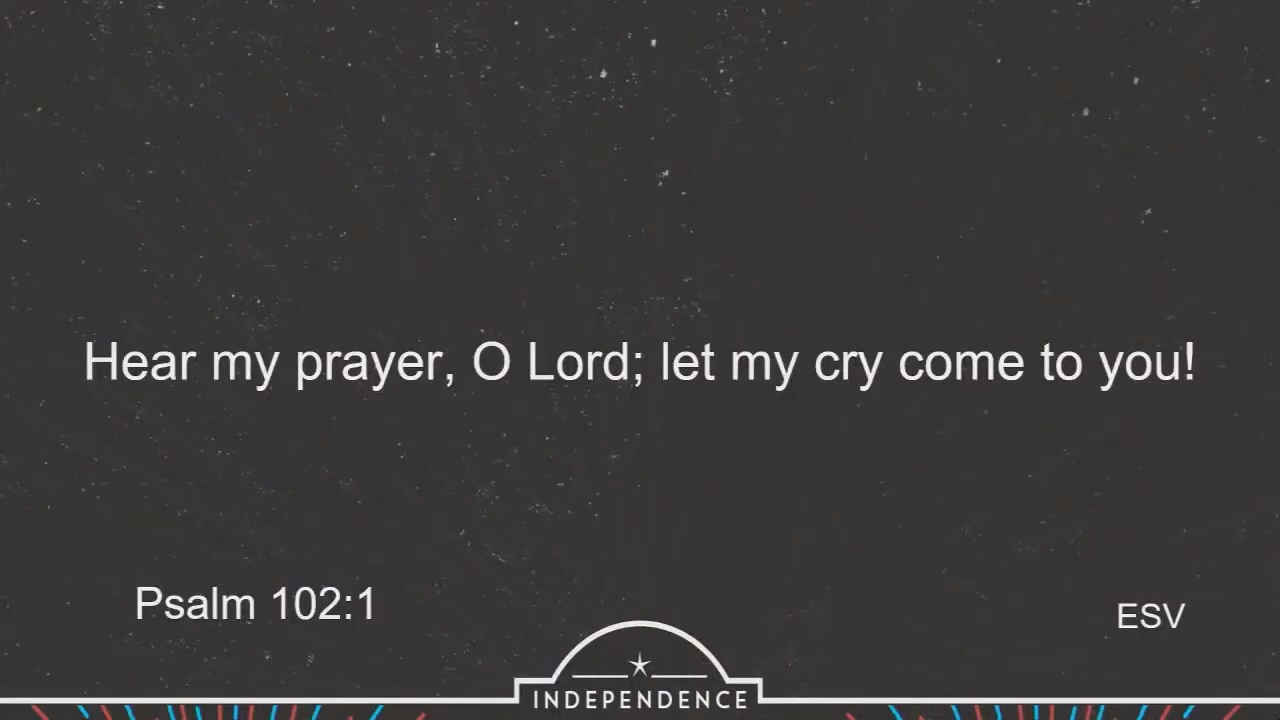 Hear my prayer, O Lord; let my cry come to you!
Psalm 102:1
ESV
INDEPENDENCE